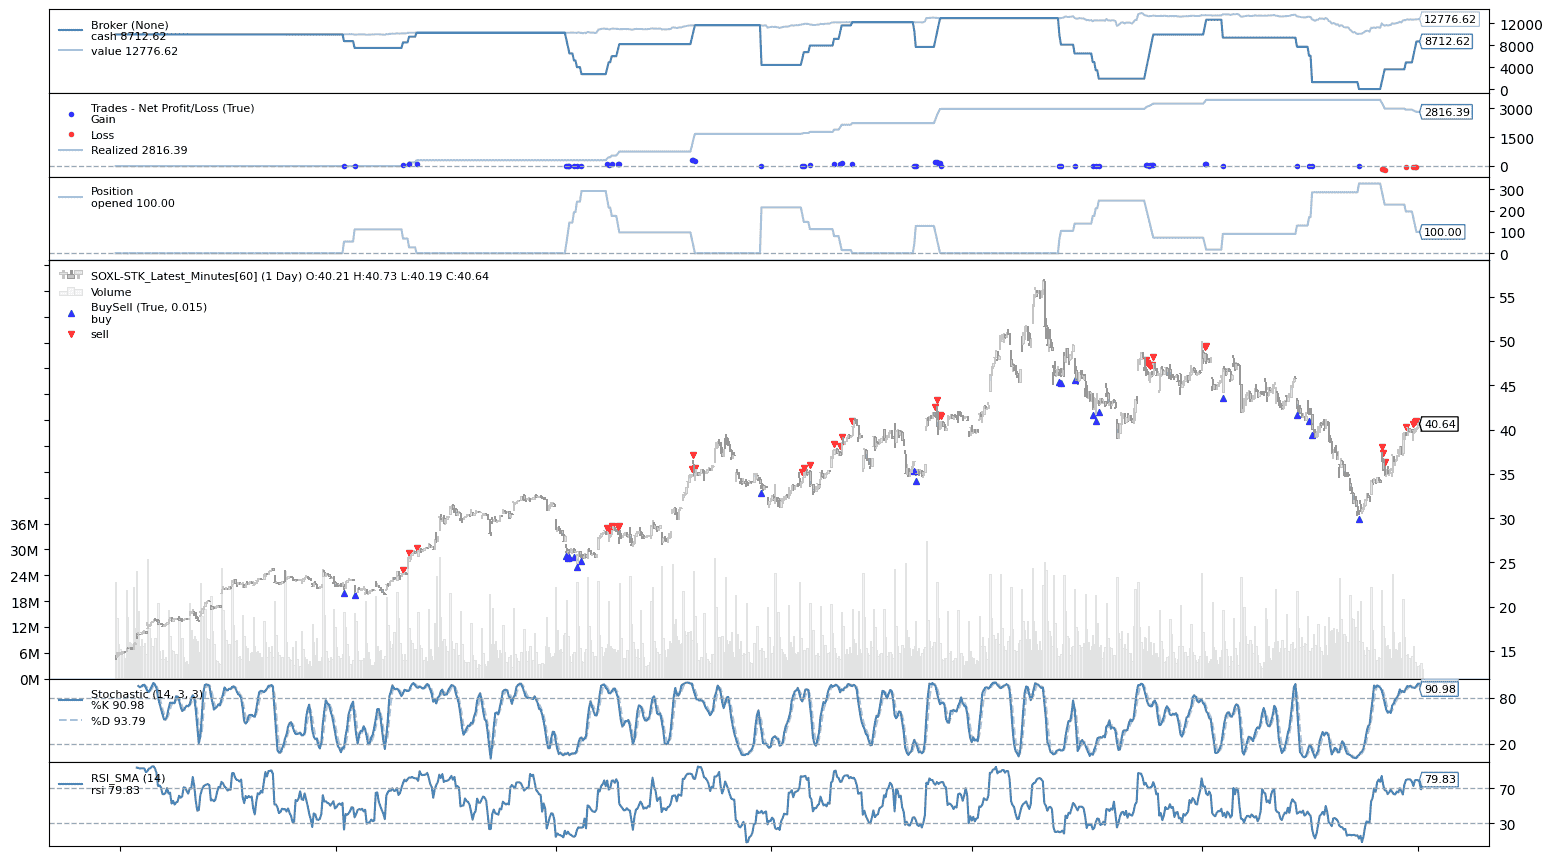 Broker (None)
cash 8712.62
value 12776.62
12776.62
8712.62
12000
8000
4000
0
Trades - Net Profit/Loss (True)
Gain
Loss
Realized 2816.39
2816.39
3000
1500
0
Position
opened 100.00
100.00
300
200
100
0
SOXL-STK_Latest_Minutes[60] (1 Day) O:40.21 H:40.73 L:40.19 C:40.64
Volume
BuySell (True, 0.015)
buy
sell
40.64
55
50
45
40
35
30
25
20
15
36M
30M
24M
18M
12M
6M
0M
Stochastic (14, 3, 3)
%K 90.98
%D 93.79
90.98
80
20
RSI_SMA (14)
rsi 79.83
79.83
70
30